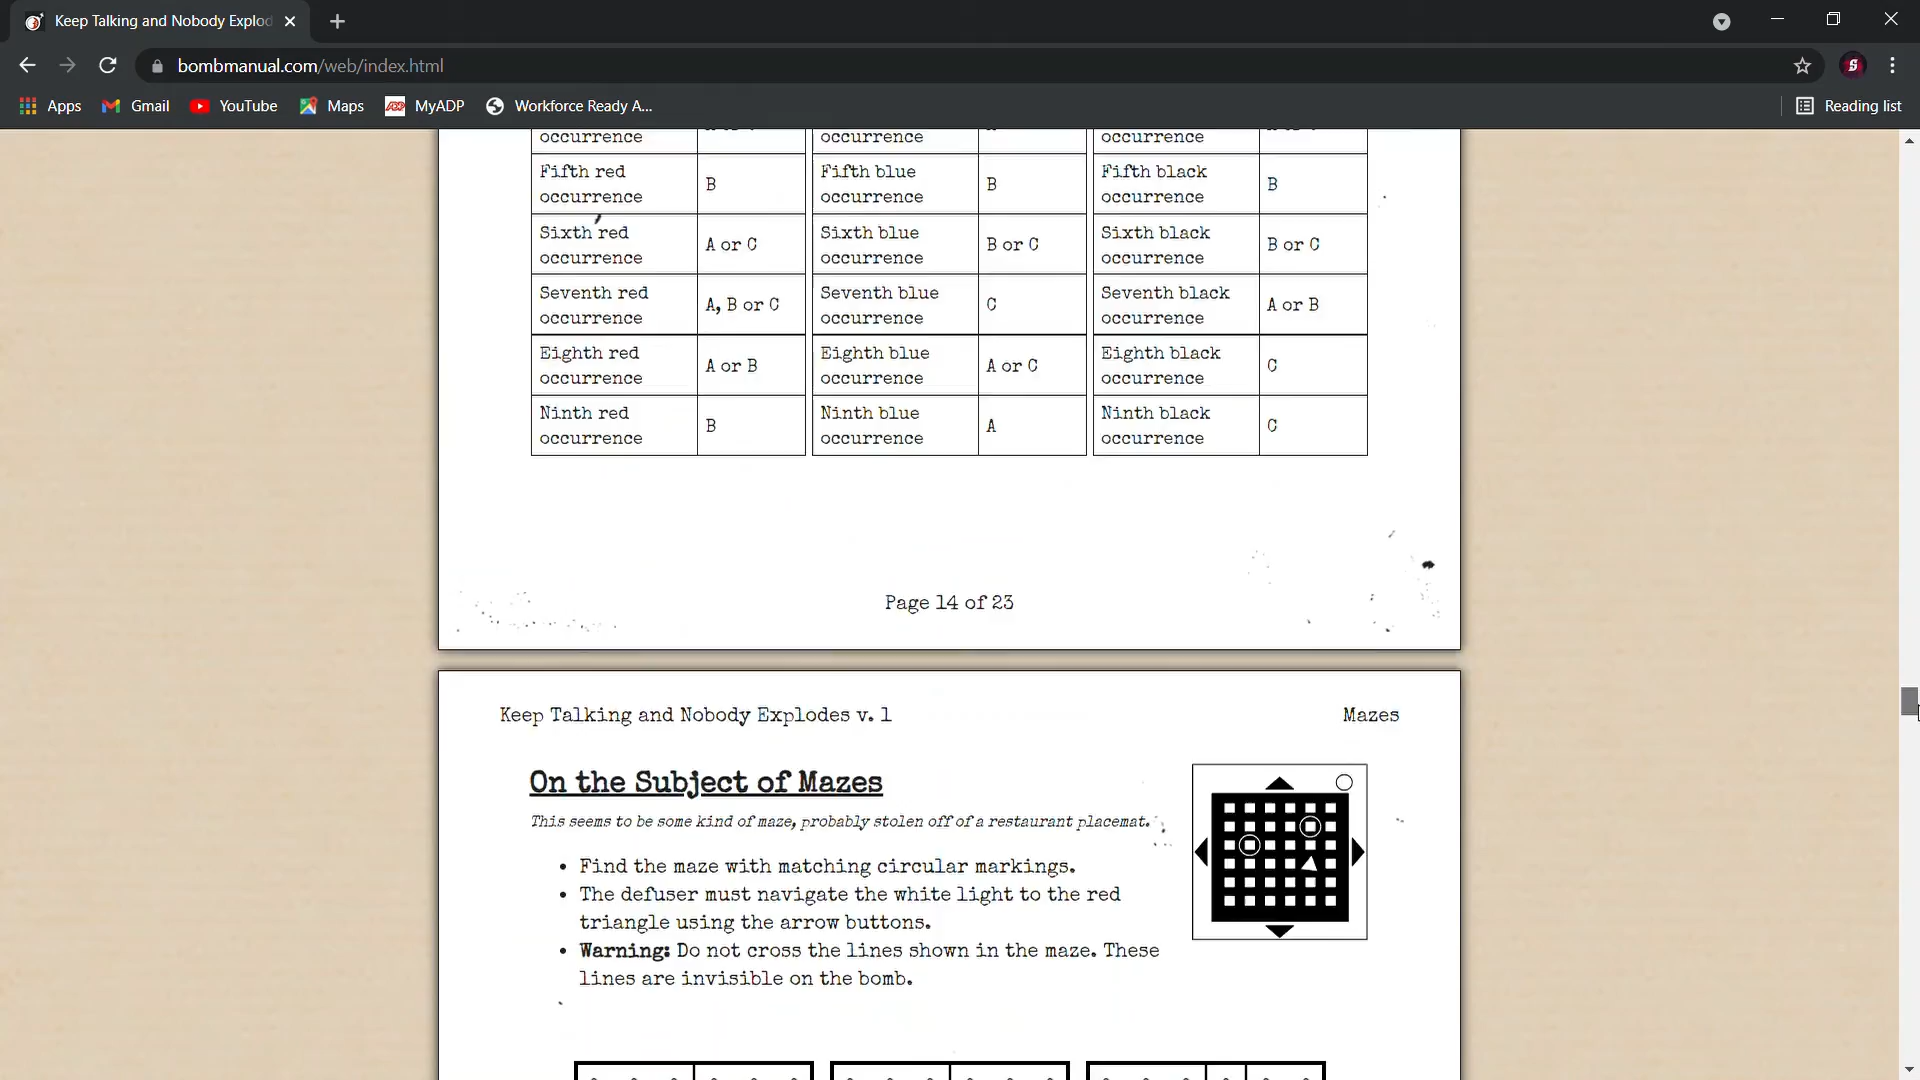 Keep Talking and Nobody Explod
bombmanual.com/web/index.html
Apps Gmail YouTube Maps MyADP Workforce Ready A... Reading list
occurrence occurrence occurrence
Fifth red occurrence B Fifth blue occurrence B Fifth black occurrence B
Sixth red occurrence A or C Sixth blue occurrence B or C Sixth black occurrence B or C
Seventh red occurrence A, B or C Seventh blue occurrence C Seventh black occurrence A or B
Eighth red occurrence A or B Eighth blue occurrence A or C Eighth black occurrence C
Ninth red occurrence B Ninth blue occurrence A Ninth black occurrence C
Page 14 of 23
Keep Talking and Nobody Explodes v. 1 Mazes
On the Subject of Mazes
This seems to be some kind of maze, probably stolen off of a restaurant placemat.
• Find the maze with matching circular markings.
• The defuser must navigate the white light to the red
triangle using the arrow buttons.
• Warning: Do not cross the lines shown in the maze. These
lines are invisible on the bomb.